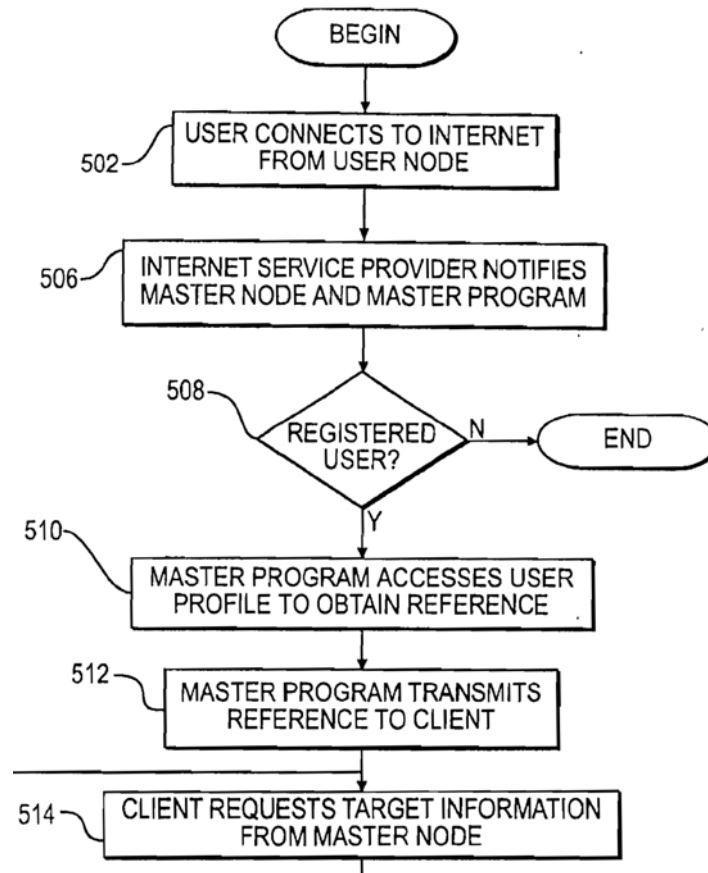 BEGIN
502
USER CONNECTS TO INTERNET
FROM USER NODE
506
INTERNET SERVICE PROVIDER NOTIFIES
MASTER NODE AND MASTER PROGRAM
508
REGISTERED
USER?
N
END
Y
510
MASTER PROGRAM ACCESSES USER
PROFILE TO OBTAIN REFERENCE
512
MASTER PROGRAM TRANSMITS
REFERENCE TO CLIENT
514
CLIENT REQUESTS TARGET INFORMATION
FROM MASTER NODE